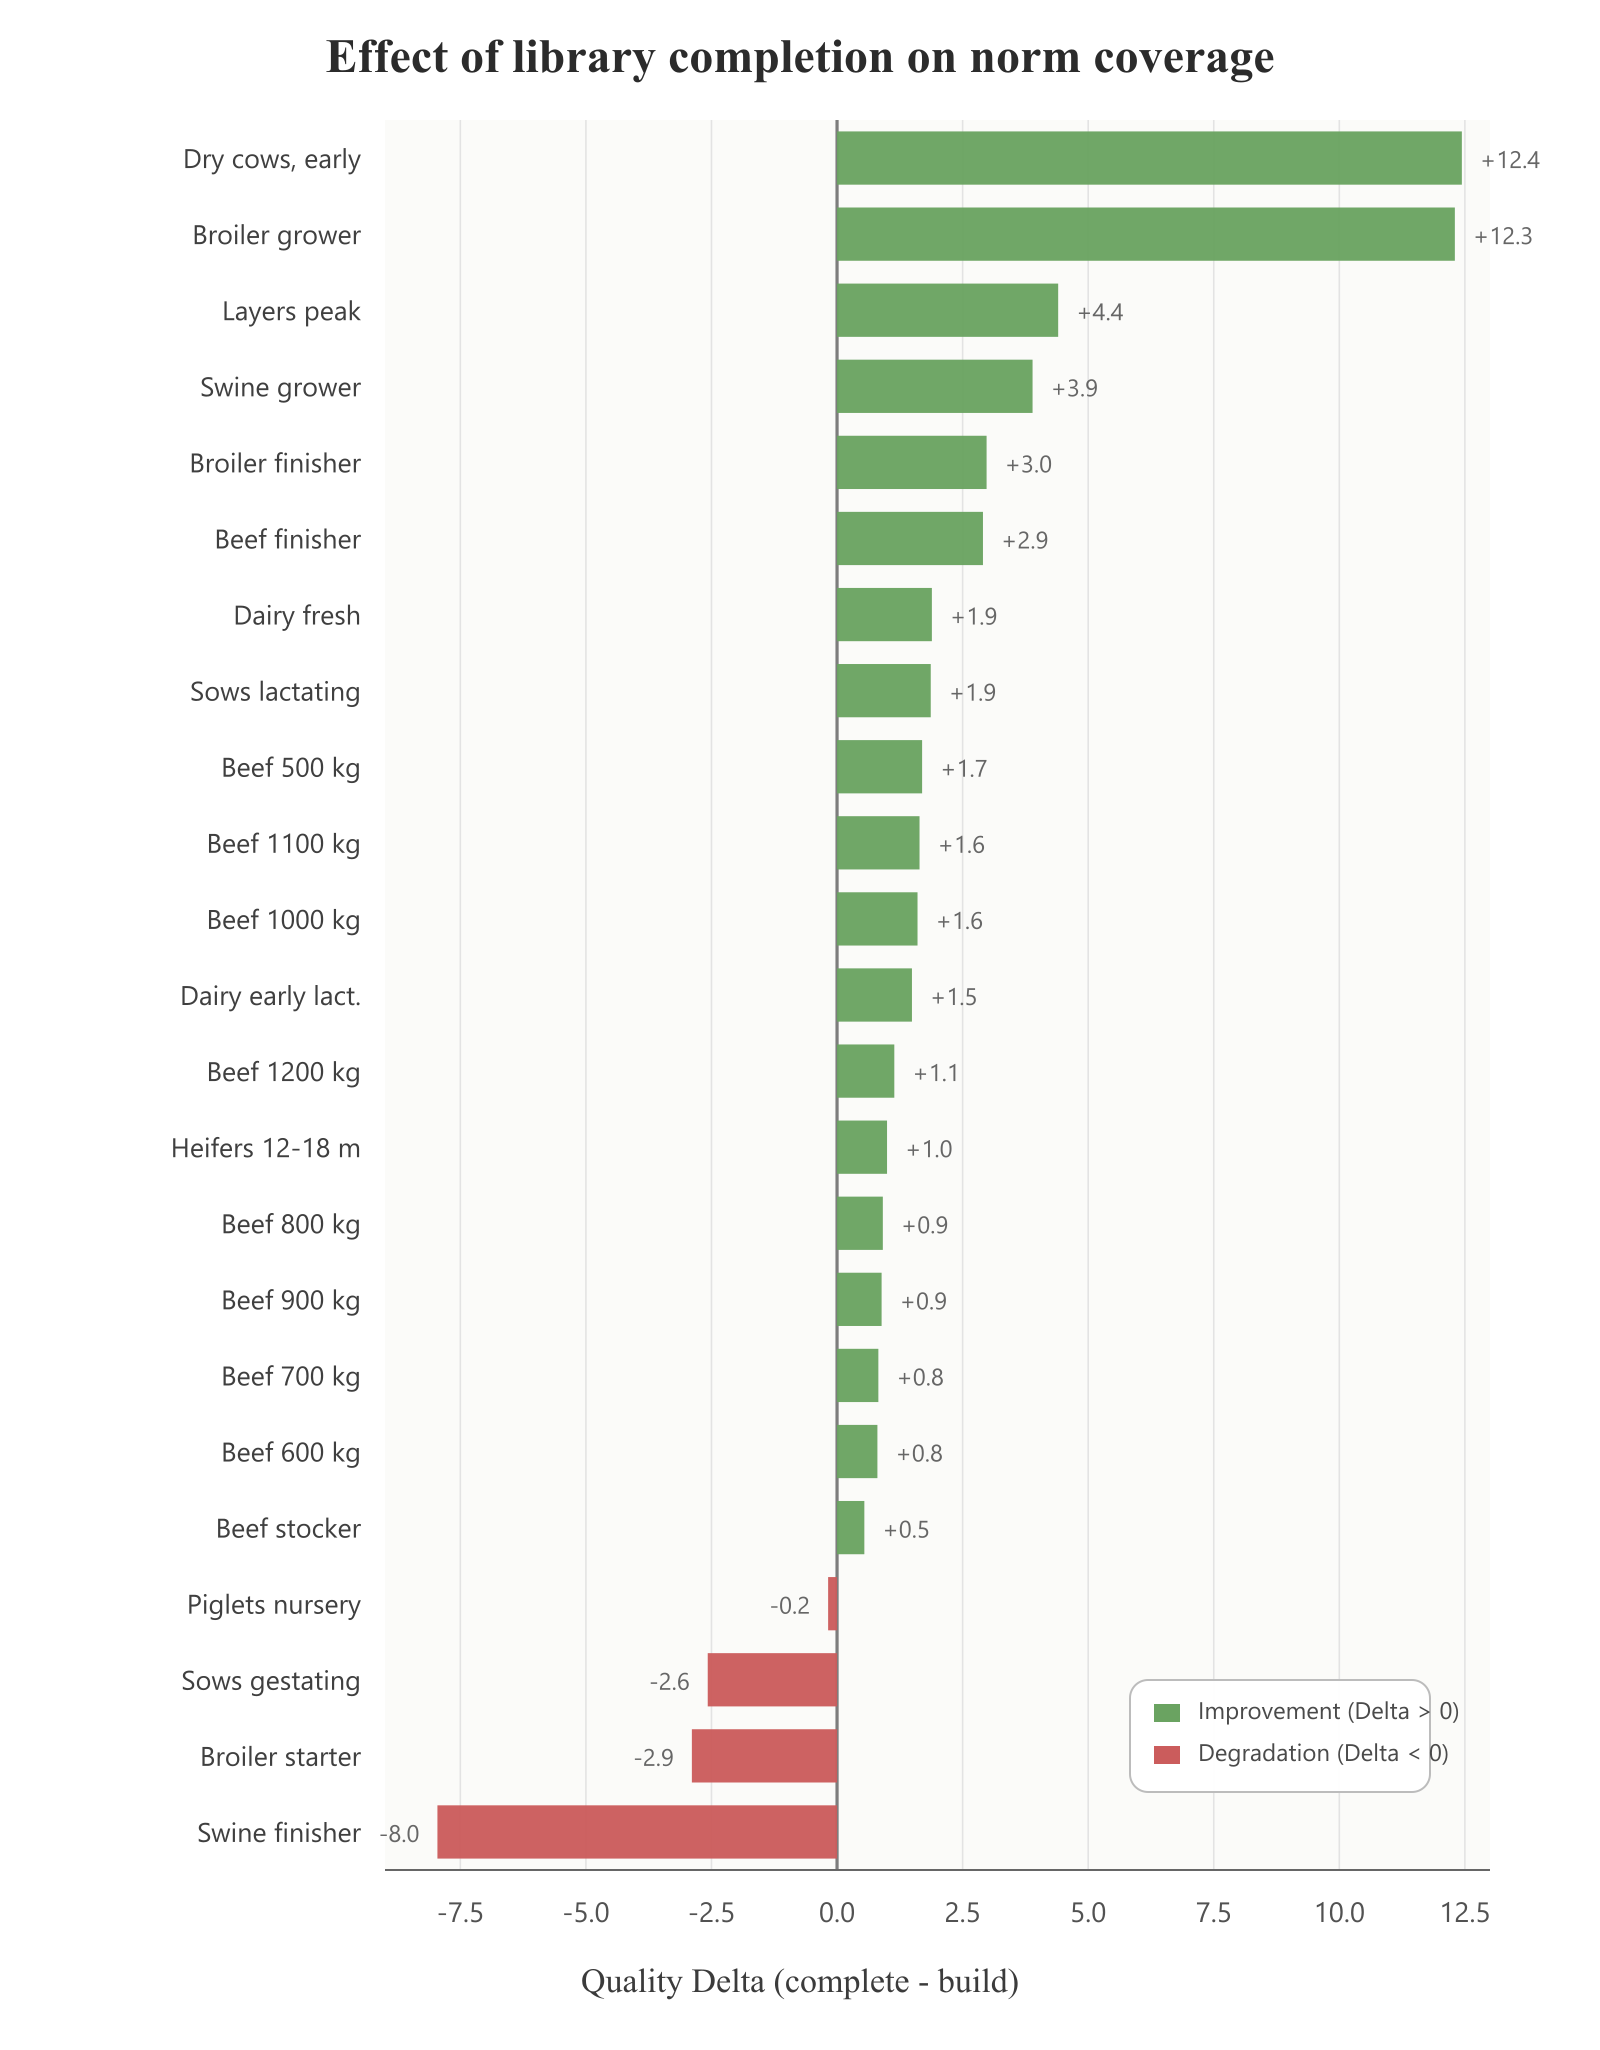 Effect of library completion on norm coverage
Dry cows, early +12.4
Broiler grower +12.3
Layers peak +4.4
Swine grower +3.9
Broiler finisher +3.0
Beef finisher +2.9
Dairy fresh +1.9
Sows lactating +1.9
Beef 500 kg +1.7
Beef 1100 kg +1.6
Beef 1000 kg +1.6
Dairy early lact. +1.5
Beef 1200 kg +1.1
Heifers 12-18 m +1.0
Beef 800 kg +0.9
Beef 900 kg +0.9
Beef 700 kg +0.8
Beef 600 kg +0.8
Beef stocker +0.5
Piglets nursery -0.2
Sows gestating -2.6
Improvement (Delta > 0)
Broiler starter -2.9
Degradation (Delta < 0)
Swine finisher -8.0
-7.5 -5.0 -2.5 0.0 2.5 5.0 7.5 10.0 12.5
Quality Delta (complete - build)